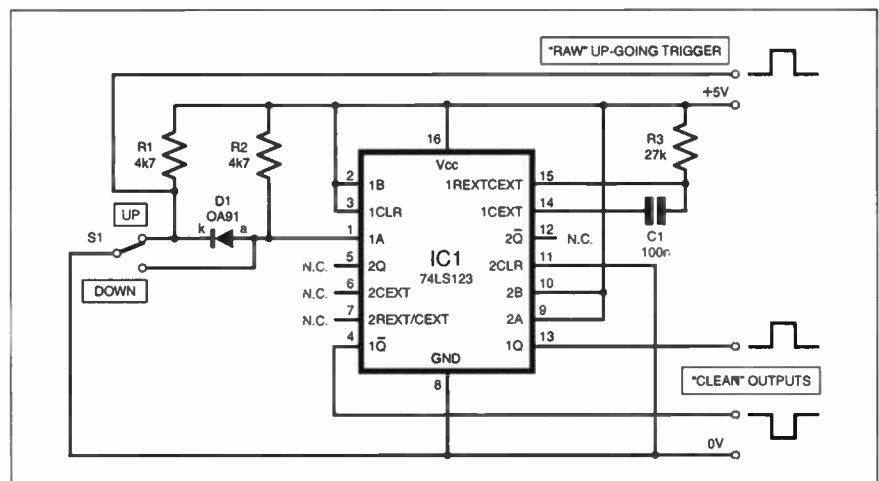 "RAW" UP-GOING TRIGGER
+5V
R1
4k7
R2
4k7
R3
27k
16
Vcc
2
1B
3
1CLR
1
1A
5
2Q
6
2CEXT
7
2REXT/CEXT
4
1Q̅
15
1REXTCEXT
14
1CEXT
12
2Q̅
11
2CLR
10
2B
9
2A
13
1Q
IC1
74LS123
GND
8
D1
OA91
k
a
UP
S1
DOWN
N.C.
N.C.
N.C.
N.C.
C1
100n
"CLEAN" OUTPUTS
0V